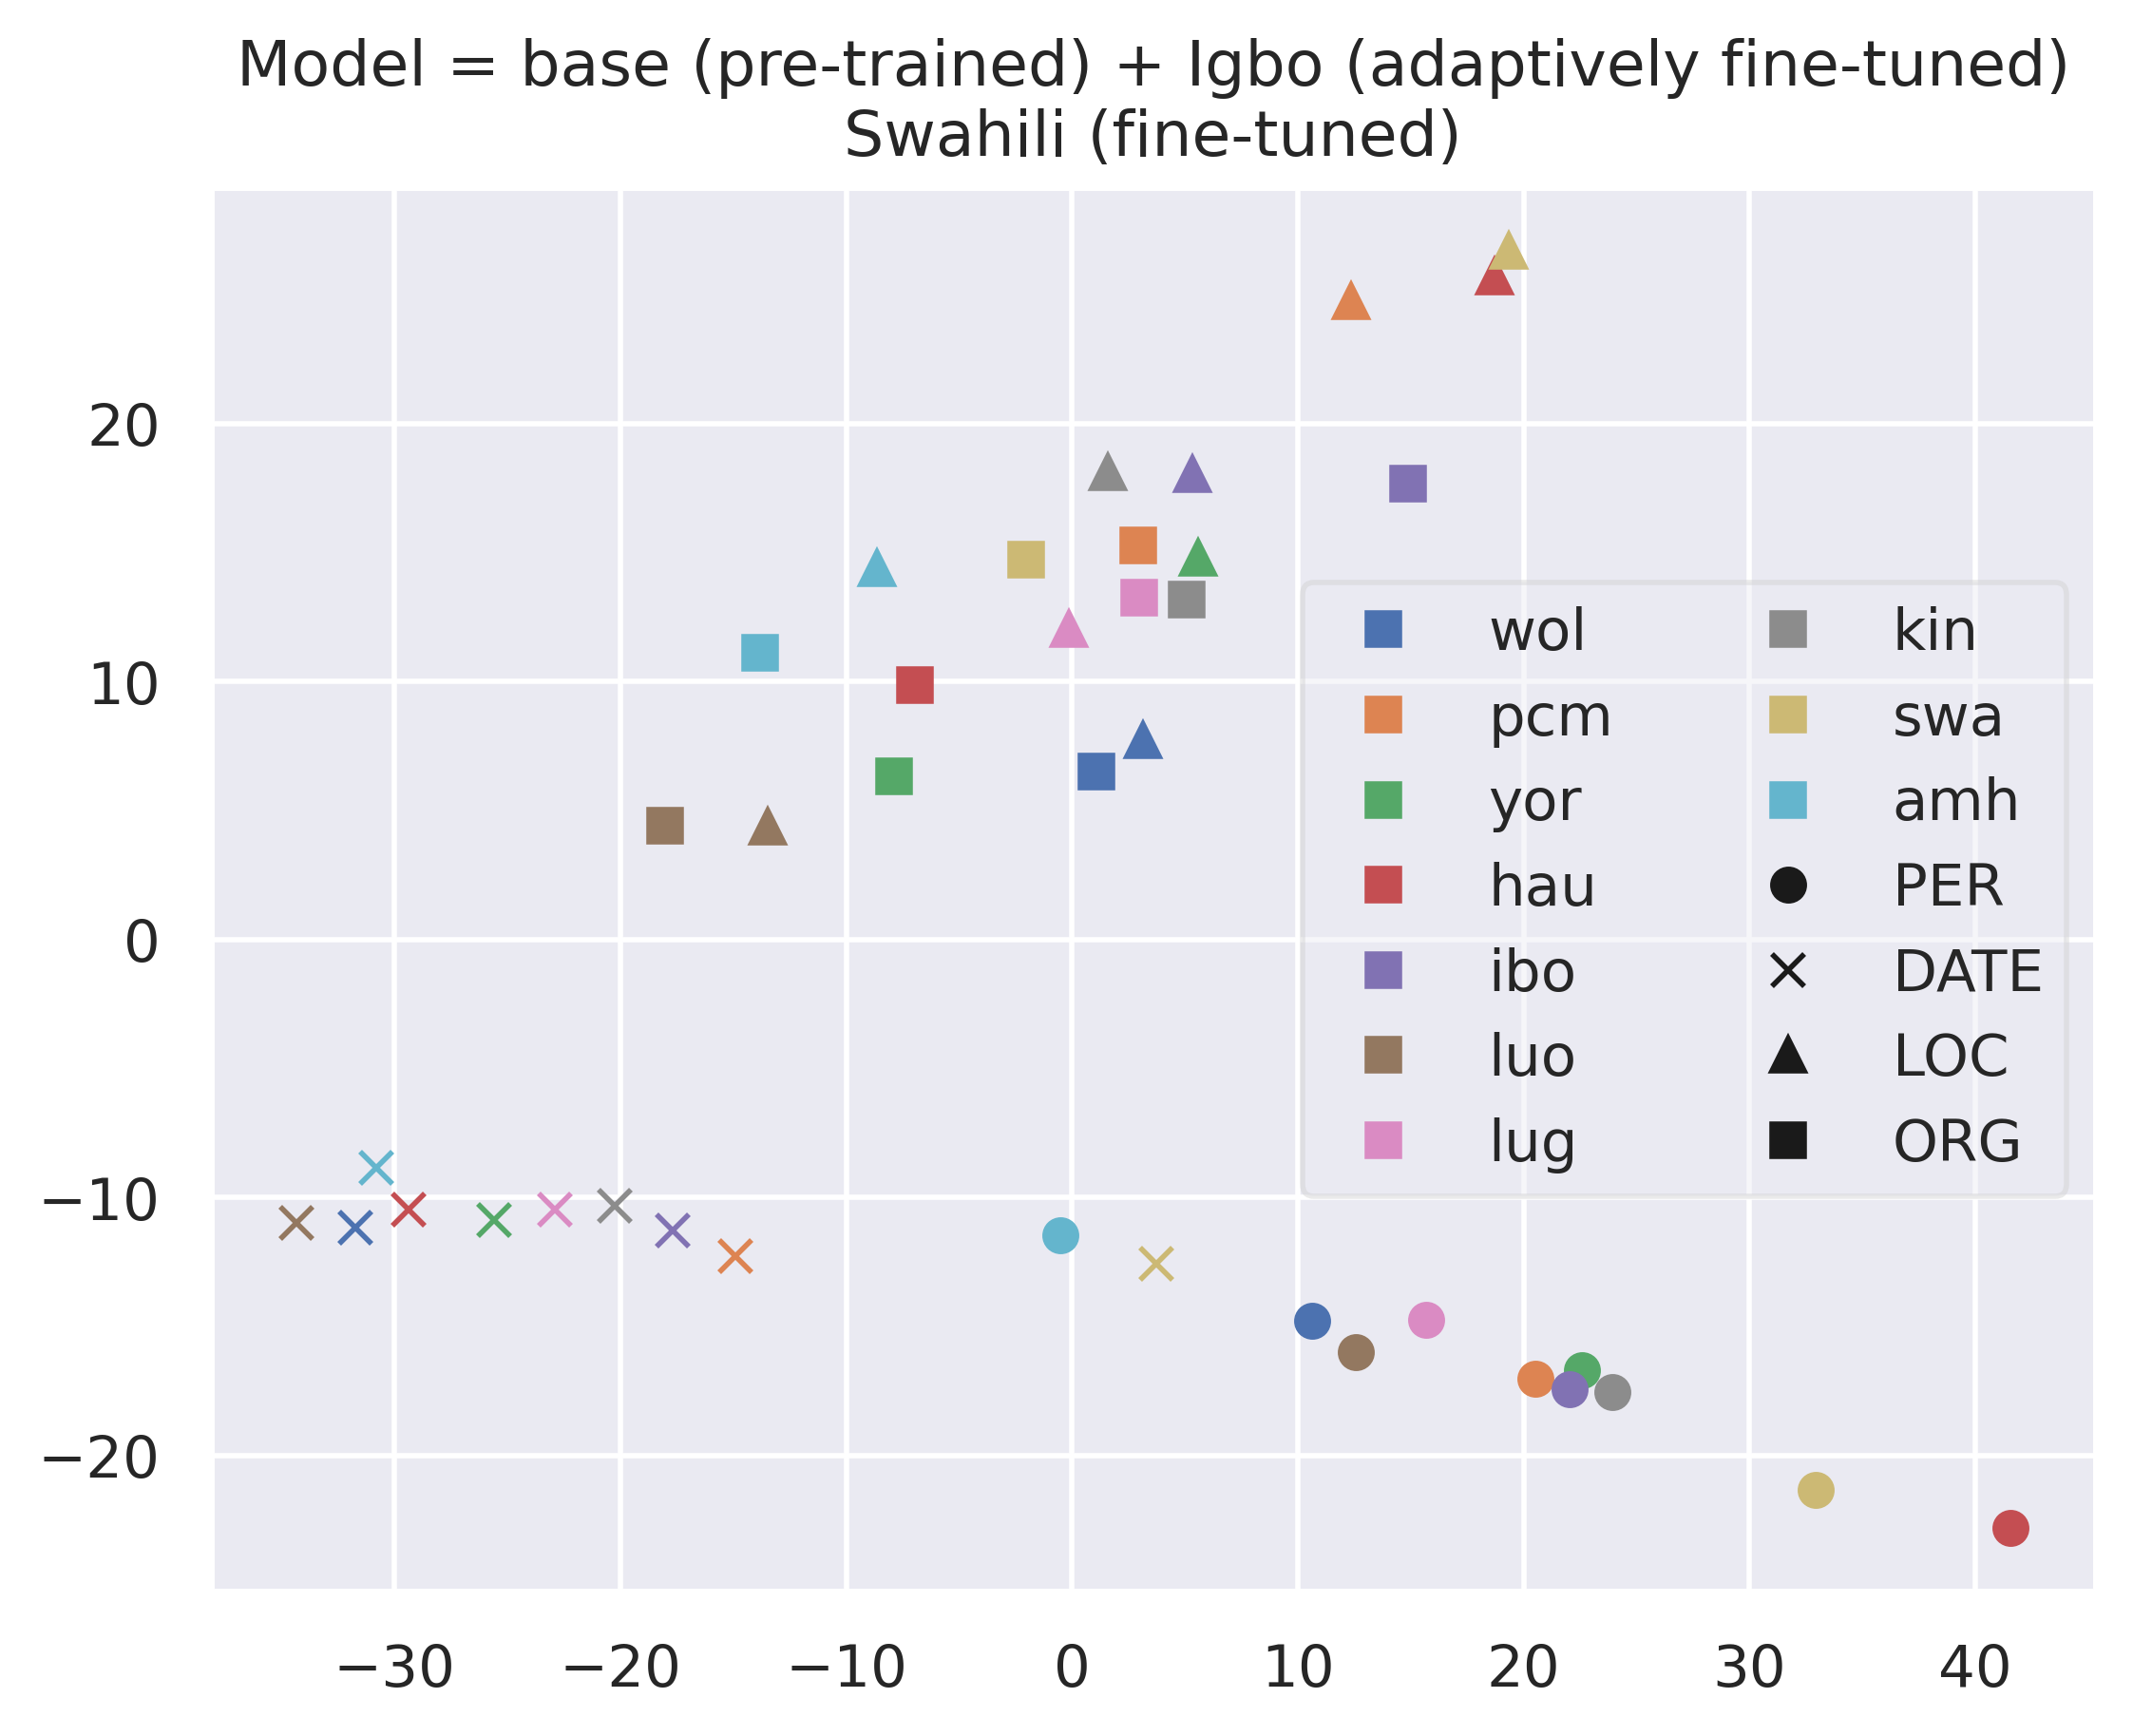 Model = base (pre-trained) + Igbo (adaptively fine-tuned)
Swahili (fine-tuned)
20
10
0
−10
−20
wol
pcm
yor
hau
ibo
luo
lug
kin
swa
amh
PER
DATE
LOC
ORG
−30 −20 −10 0 10 20 30 40